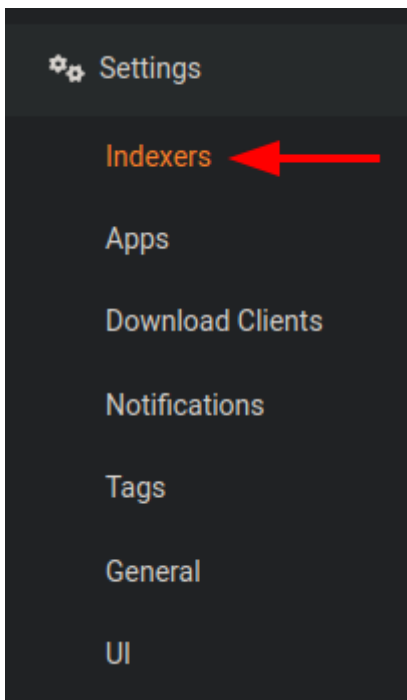 Settings
Indexers
Apps
Download Clients
Notifications
Tags
General
UI